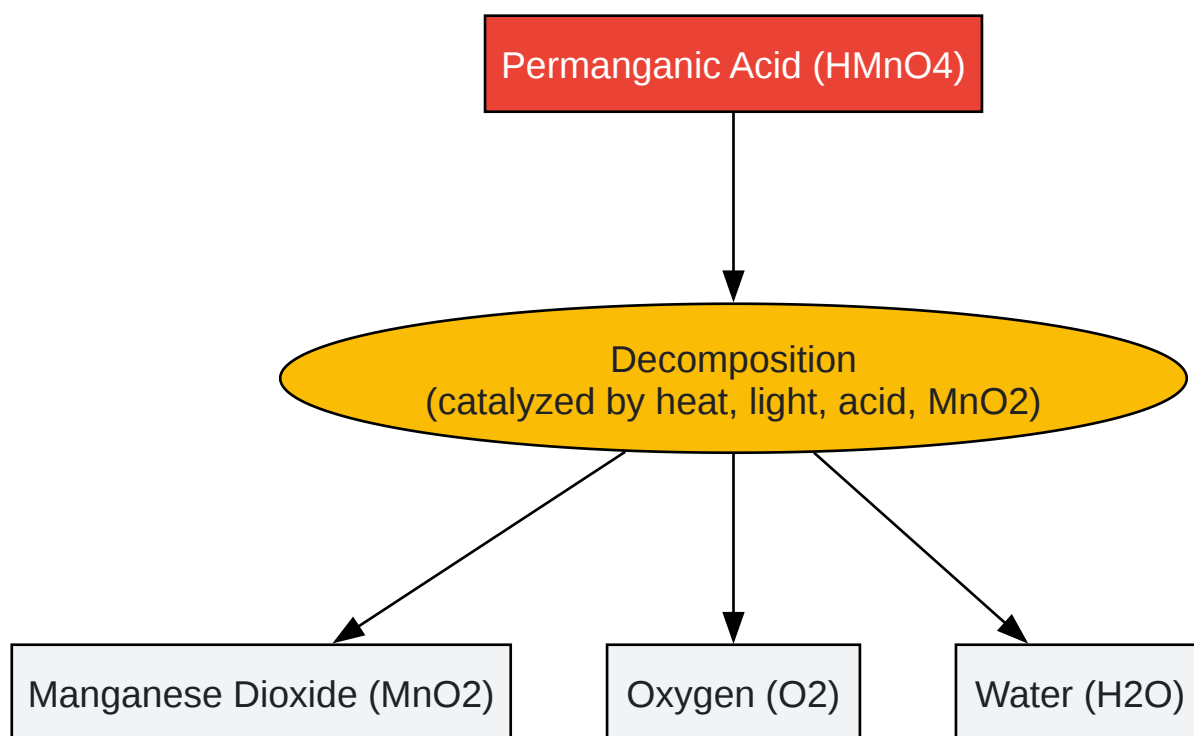 Permanganic Acid (HMnO4)
Decomposition
(catalyzed by heat, light, acid, MnO2)
Manganese Dioxide (MnO2)
Oxygen (O2)
Water (H2O)